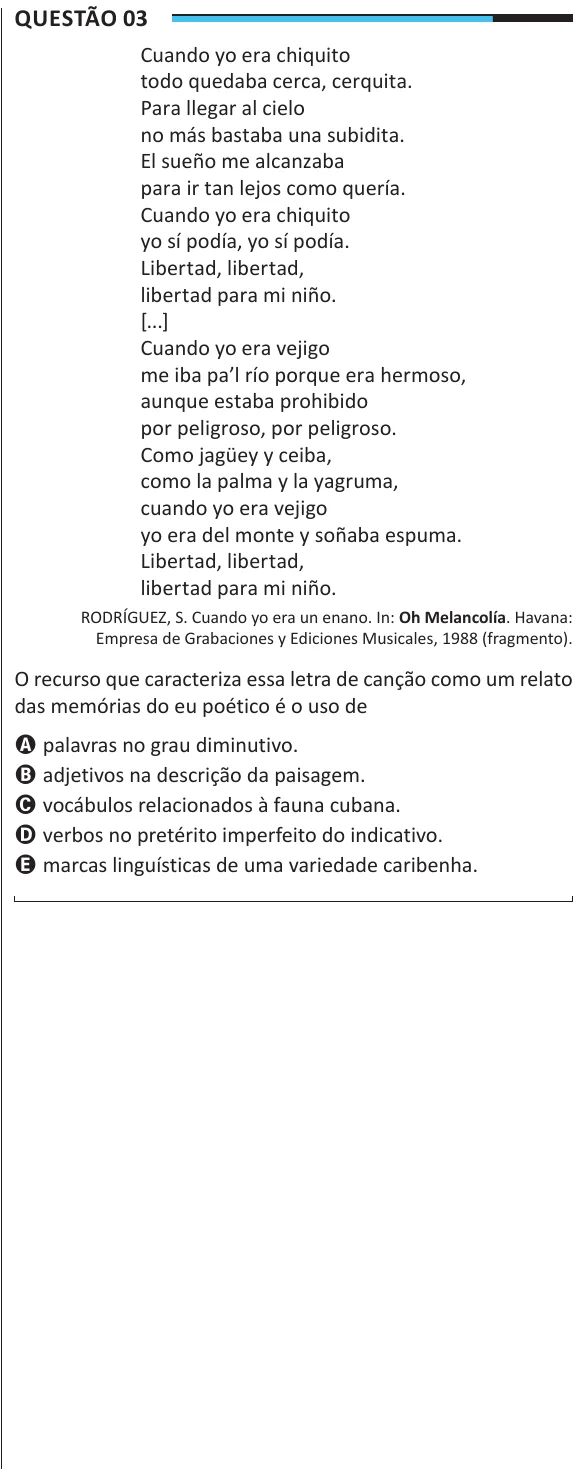 QUESTÃO 03
Cuando yo era chiquito
todo quedaba cerca, cerquita.
Para llegar al cielo
no más bastaba una subidita.
El sueño me alcanzaba
para ir tan lejos como quería.
Cuando yo era chiquito
yo sí podía, yo sí podía.
Libertad, libertad,
libertad para mi niño.
[...]
Cuando yo era vejigo
me iba pa’l río porque era hermoso,
aunque estaba prohibido
por peligroso, por peligroso.
Como jagüey y ceiba,
como la palma y la yagruma,
cuando yo era vejigo
yo era del monte y soñaba espuma.
Libertad, libertad,
libertad para mi niño.
RODRÍGUEZ, S. Cuando yo era un enano. In: Oh Melancolía. Havana:
Empresa de Grabaciones y Ediciones Musicales, 1988 (fragmento).
O recurso que caracteriza essa letra de canção como um relato
das memórias do eu poético é o uso de
A palavras no grau diminutivo.
B adjetivos na descrição da paisagem.
C vocábulos relacionados à fauna cubana.
D verbos no pretérito imperfeito do indicativo.
E marcas linguísticas de uma variedade caribenha.